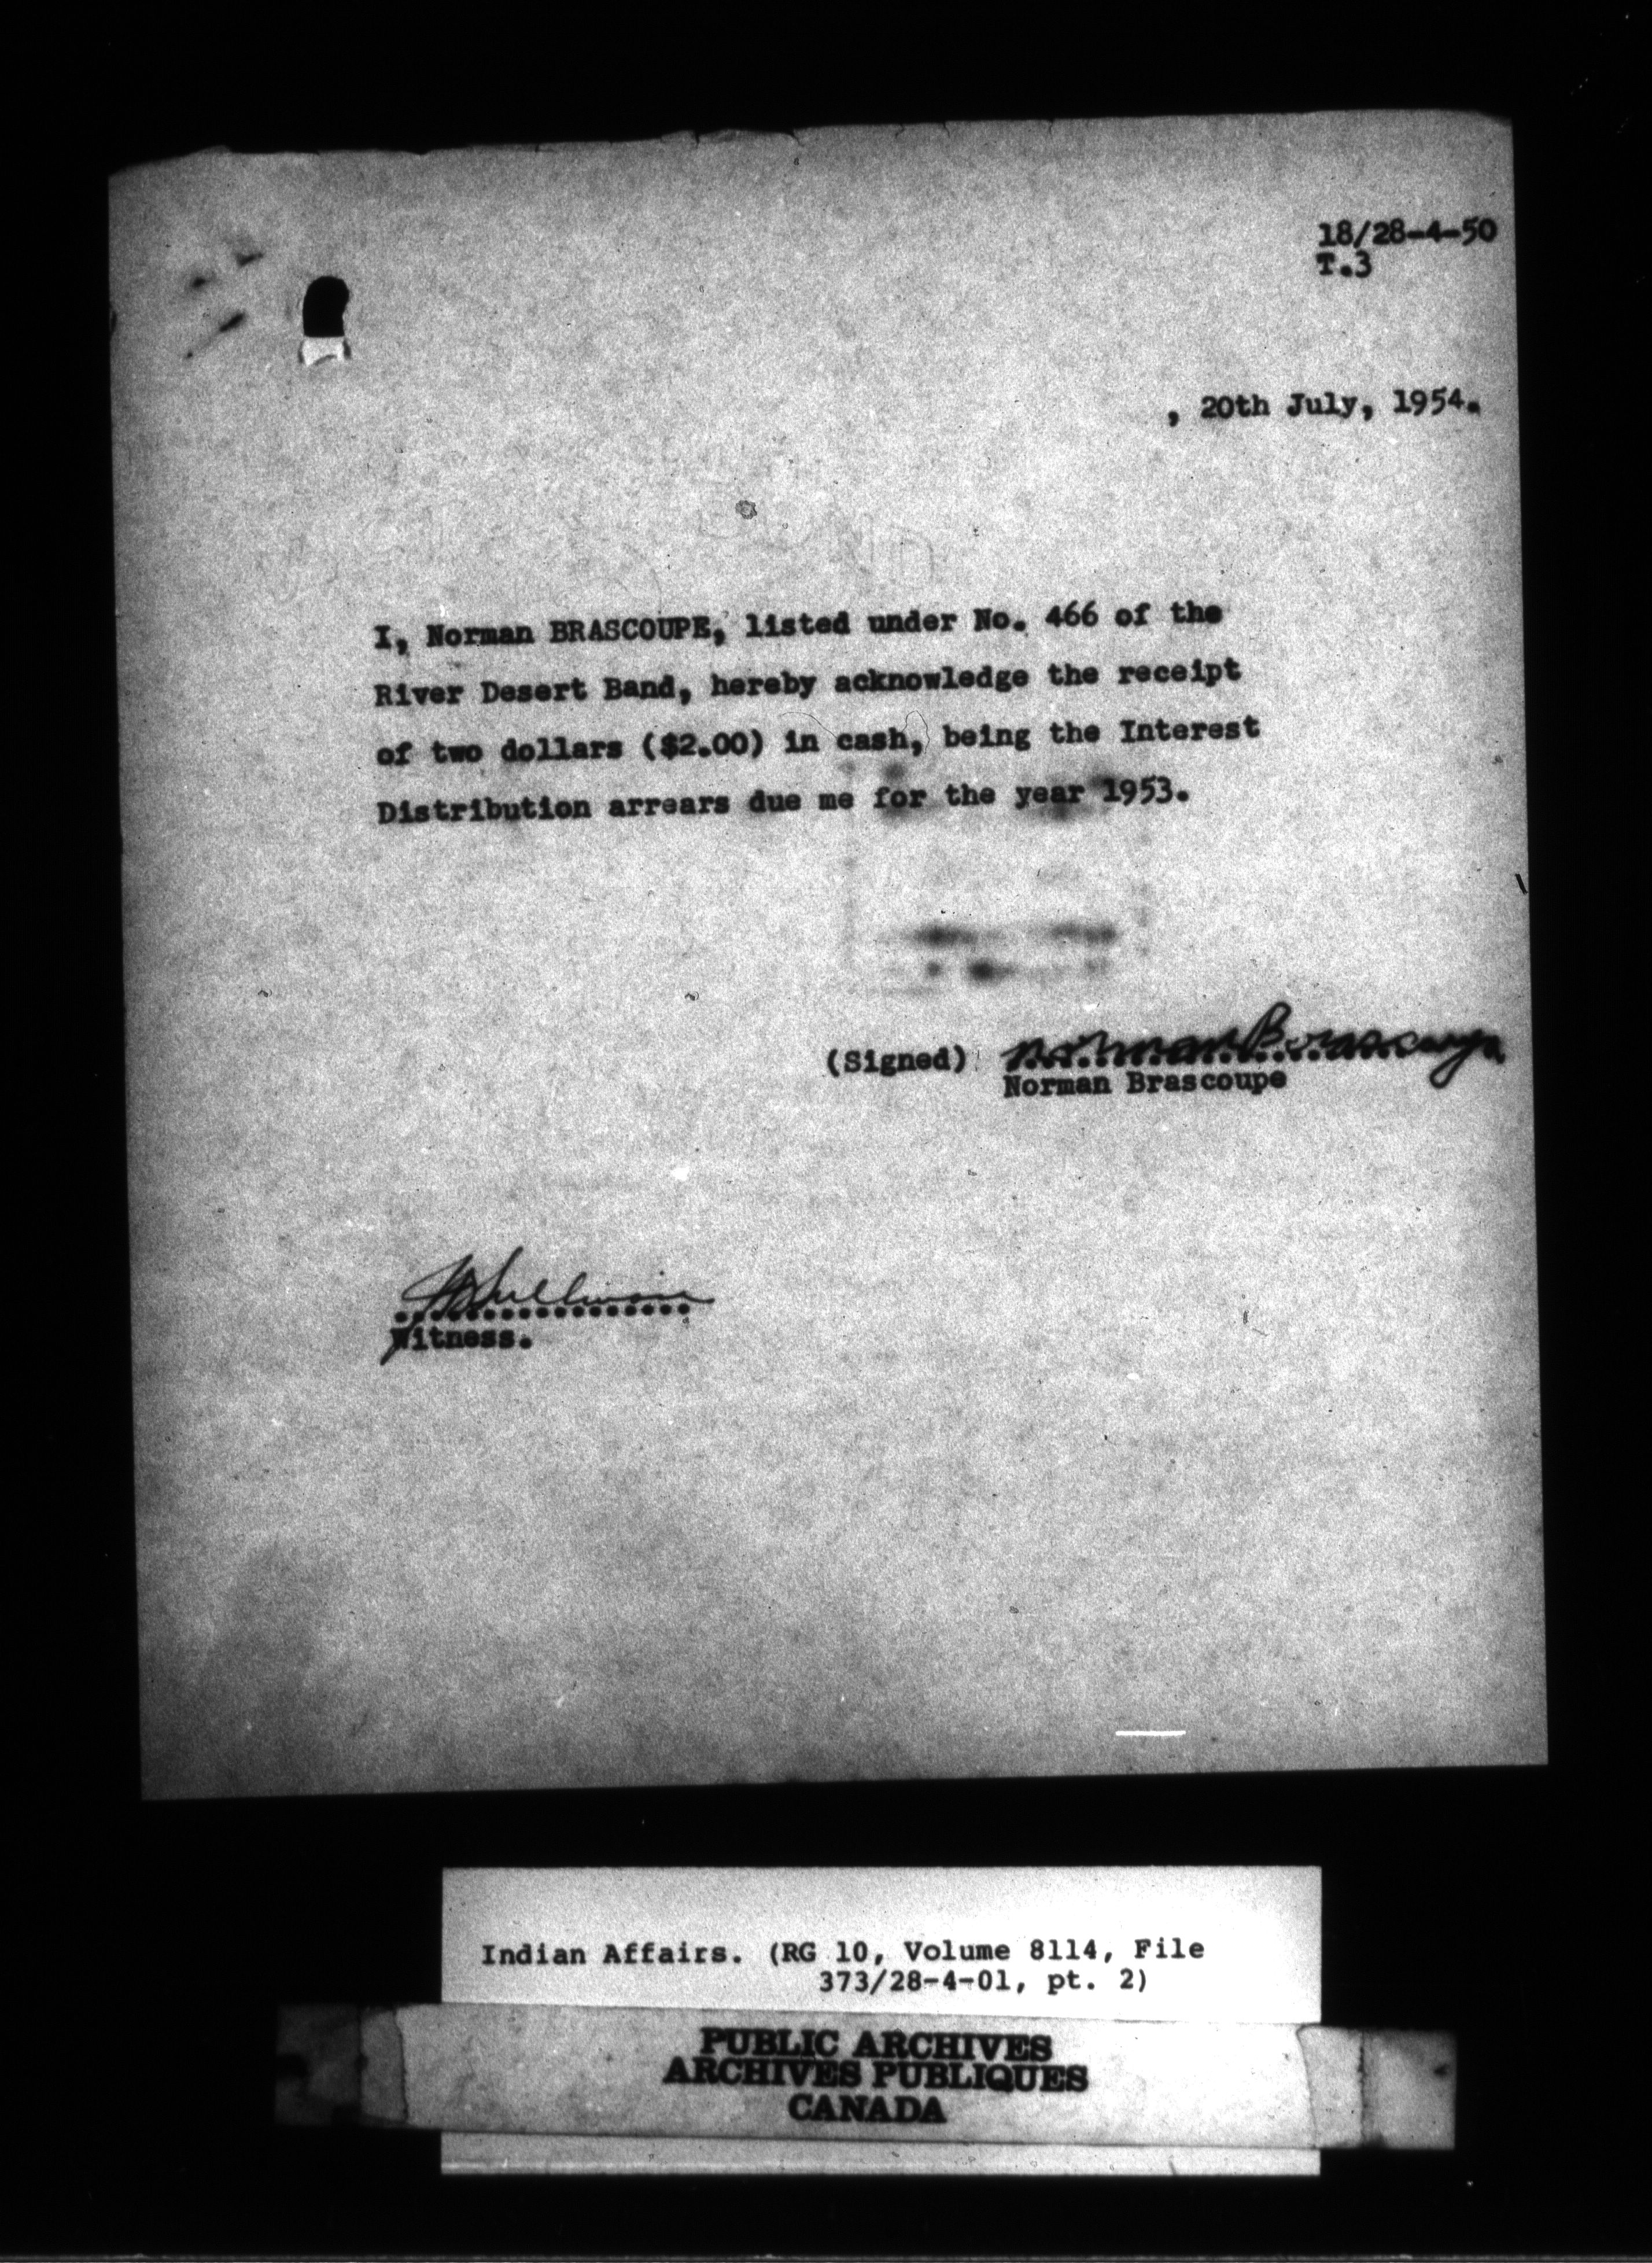 18/28-4-50
T.3
, 20th July, 1954.
I, Norman BRASCOUPE, listed under No. 466 of the
River Desert Band, hereby acknowledge the receipt
of two dollars ($2.00) in cash, being the Interest
Distribution arrears due me for the year 1953.
(Signed) Norman Brascoupe
Norman Brascoupe
Witness.
Indian Affairs. (RG 10, Volume 8114, File
373/28-4-01, pt. 2)
PUBLIC ARCHIVES
ARCHIVES PUBLIQUES
CANADA